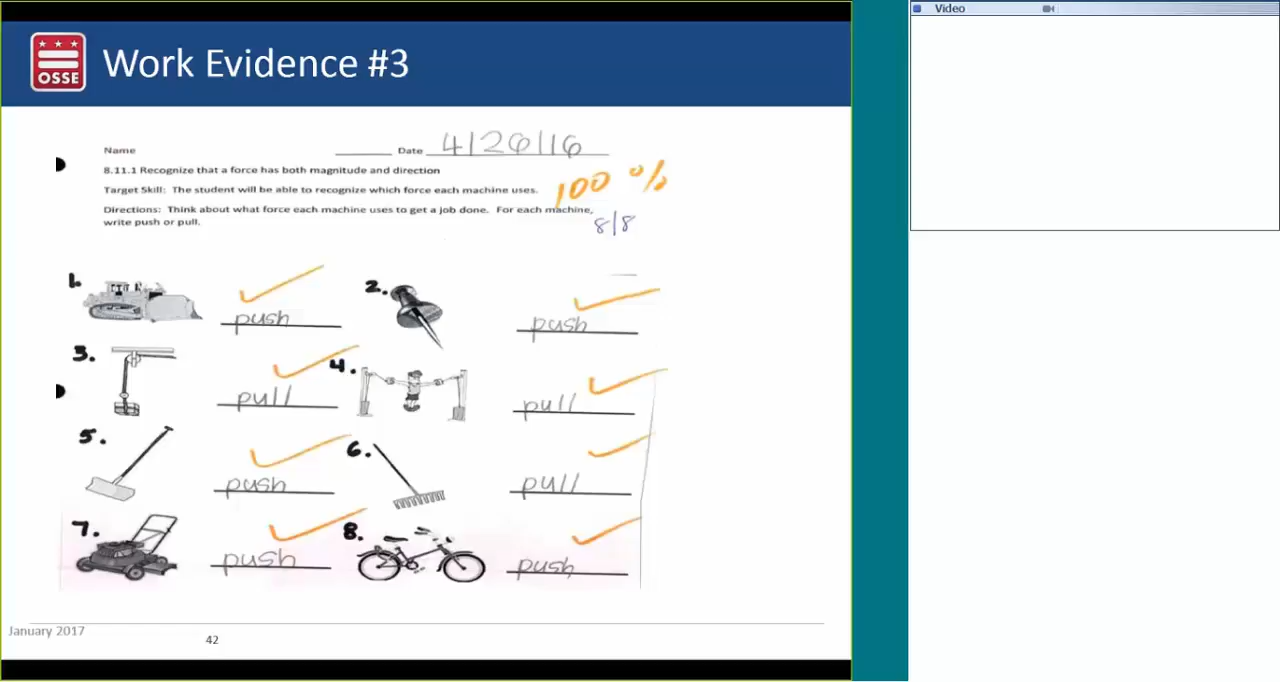 Video
OSSE
Work Evidence #3
Name Date 4/26/16
8.11.1 Recognize that a force has both magnitude and direction
Target Skill: The student will be able to recognize which force each machine uses.
100 %
Directions: Think about what force each machine uses to get a job done. For each machine,
write push or pull.
8/8
1. push 2. push
3. pull 4. pull
5. push 6. pull
7. push 8. push
January 2017
42